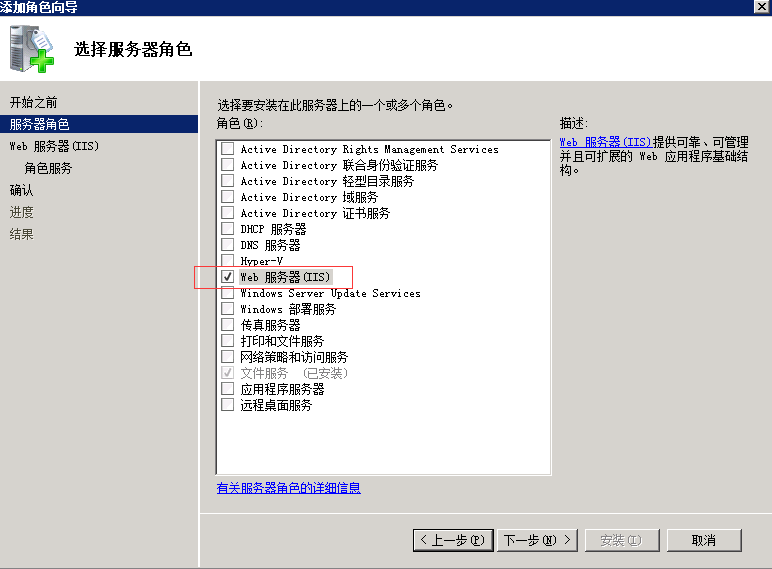 添加角色向导
选择服务器角色
开始之前
服务器角色
Web 服务器(IIS)
角色服务
确认
进度
结果
选择要安装在此服务器上的一个或多个角色。
角色(R):
Active Directory Rights Management Services
Active Directory 联合身份验证服务
Active Directory 轻型目录服务
Active Directory 域服务
Active Directory 证书服务
DHCP 服务器
DNS 服务器
Hyper-V
Web 服务器(IIS)
Windows Server Update Services
Windows 部署服务
传真服务器
打印和文件服务
网络策略和访问服务
文件服务 (已安装)
应用程序服务器
远程桌面服务
有关服务器角色的详细信息
描述:
Web 服务器(IIS)提供可靠、可管理
并且可扩展的 Web 应用程序基础结
构。
< 上一步(P)
下一步(N) >
安装(I)
取消